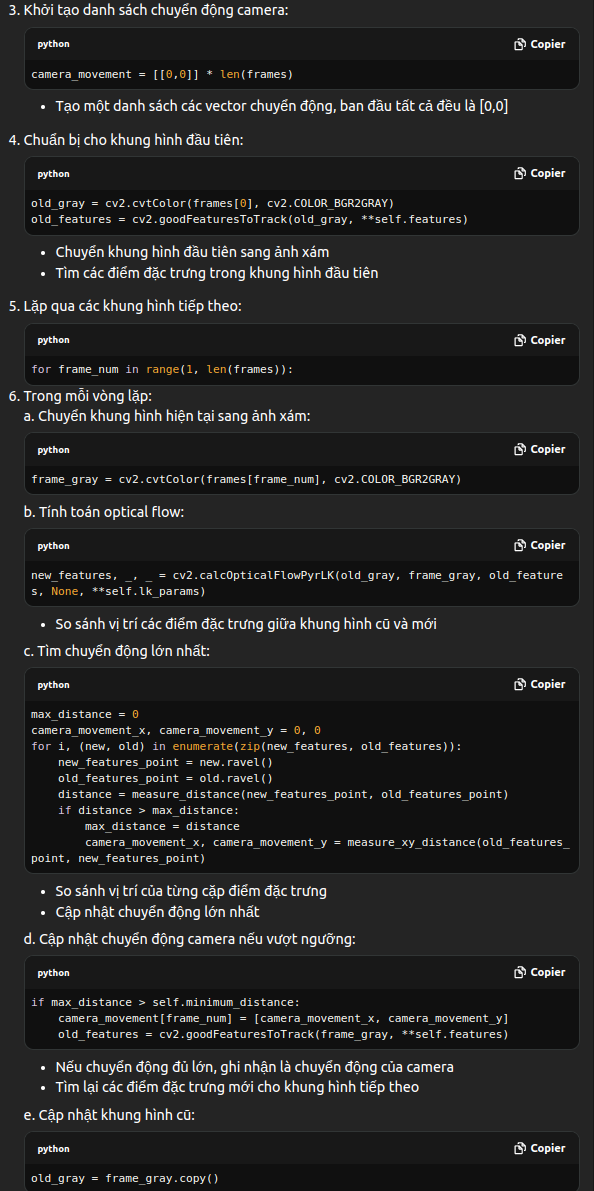 3. Khởi tạo danh sách chuyển động camera:
python
Copier
camera_movement = [[0,0]] * len(frames)
• Tạo một danh sách các vector chuyển động, ban đầu tất cả đều là [0,0]
4. Chuẩn bị cho khung hình đầu tiên:
python
Copier
old_gray = cv2.cvtColor(frames[0], cv2.COLOR_BGR2GRAY)
old_features = cv2.goodFeaturesToTrack(old_gray, **self.features)
• Chuyển khung hình đầu tiên sang ảnh xám
• Tìm các điểm đặc trưng trong khung hình đầu tiên
5. Lặp qua các khung hình tiếp theo:
python
Copier
for frame_num in range(1, len(frames)):
6. Trong mỗi vòng lặp:
a. Chuyển khung hình hiện tại sang ảnh xám:
python
Copier
frame_gray = cv2.cvtColor(frames[frame_num], cv2.COLOR_BGR2GRAY)
b. Tính toán optical flow:
python
Copier
new_features, _, _ = cv2.calcOpticalFlowPyrLK(old_gray, frame_gray, old_feature
s, None, **self.lk_params)
• So sánh vị trí các điểm đặc trưng giữa khung hình cũ và mới
c. Tìm chuyển động lớn nhất:
python
Copier
max_distance = 0
camera_movement_x, camera_movement_y = 0, 0
for i, (new, old) in enumerate(zip(new_features, old_features)):
    new_features_point = new.ravel()
    old_features_point = old.ravel()
    distance = measure_distance(new_features_point, old_features_point)
    if distance > max_distance:
        max_distance = distance
        camera_movement_x, camera_movement_y = measure_xy_distance(old_features_
point, new_features_point)
• So sánh vị trí của từng cặp điểm đặc trưng
• Cập nhật chuyển động lớn nhất
d. Cập nhật chuyển động camera nếu vượt ngưỡng:
python
Copier
if max_distance > self.minimum_distance:
    camera_movement[frame_num] = [camera_movement_x, camera_movement_y]
    old_features = cv2.goodFeaturesToTrack(frame_gray, **self.features)
• Nếu chuyển động đủ lớn, ghi nhận là chuyển động của camera
• Tìm lại các điểm đặc trưng mới cho khung hình tiếp theo
e. Cập nhật khung hình cũ:
python
Copier
old_gray = frame_gray.copy()